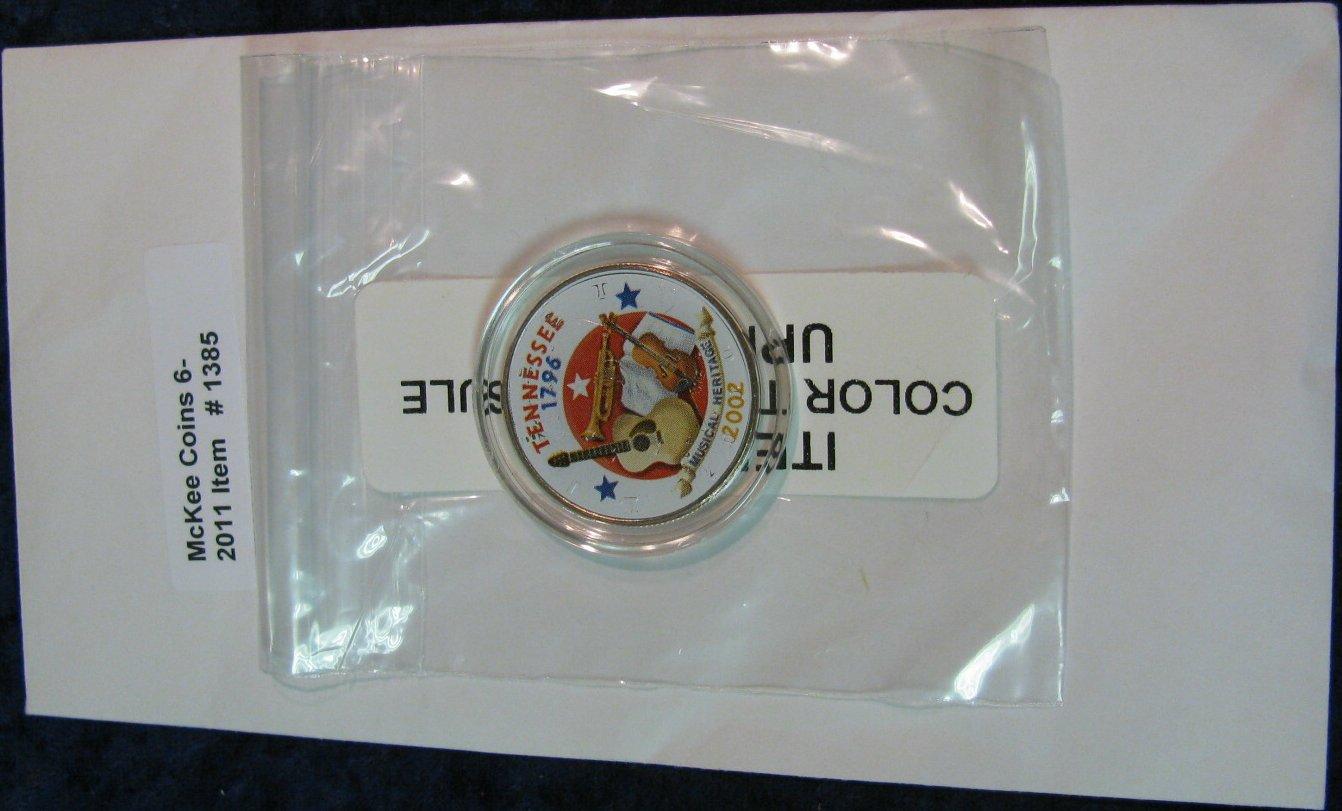 McKee Coins 6-
2011 Item # 1385
TENNESSEE
1796
MUSICAL HERITAGE
2002
COLOR